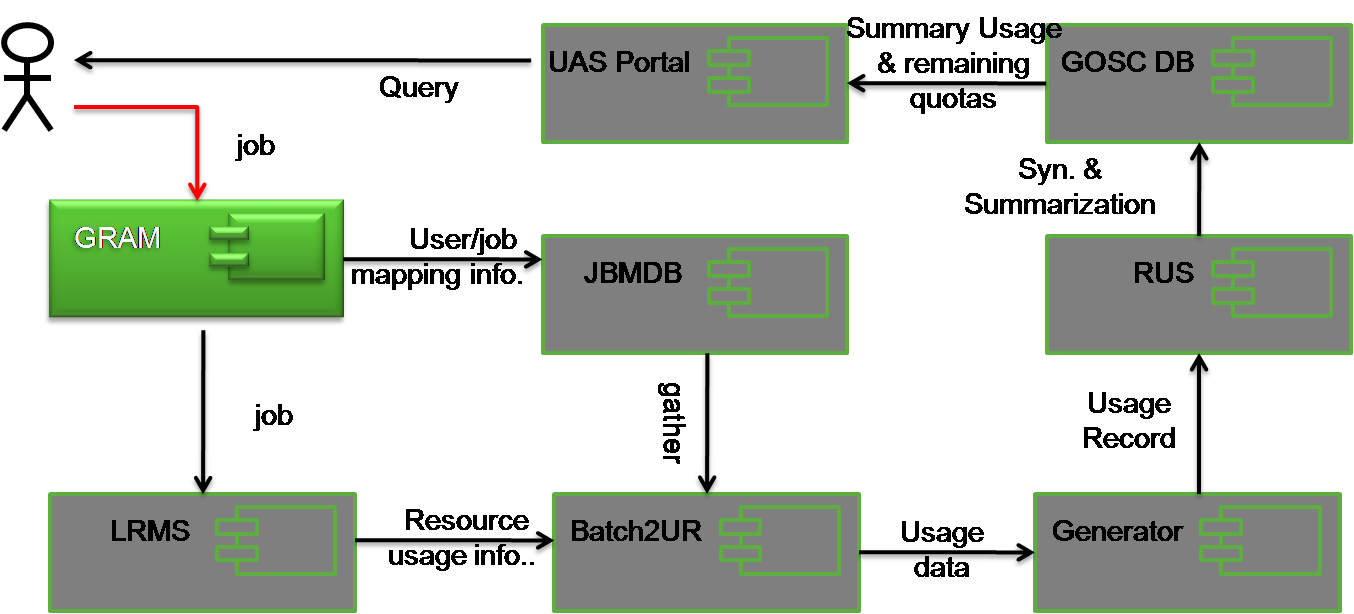 UAS Portal
Summary Usage
& remaining
quotas
GOSC DB
Query
job
Syn. &
Summarization
GRAM
User/job
mapping info.
JBMDB
RUS
job
gather
Usage
Record
LRMS
Resource
usage info..
Batch2UR
Usage
data
Generator